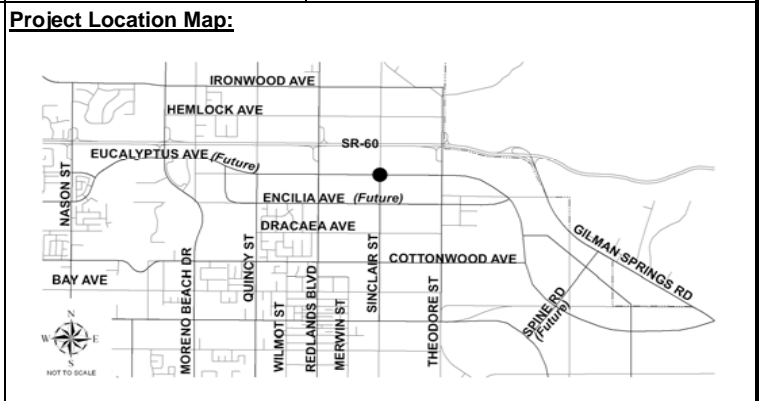 Project Location Map:
IRONWOOD AVE
HEMLOCK AVE
SR-60
EUCALYPTUS AVE (Future)
NASON ST
ENCILIA AVE (Future)
DRACAEA AVE
COTTONWOOD AVE
GILMAN SPRINGS RD
BAY AVE
MORENO BEACH DR
QUINCY ST
WILMOT ST
REDLANDS BLVD
MERWIN ST
SINCLAIR ST
THEODORE ST
SPINE RD
(Future)
N
W E
S
NOT TO SCALE